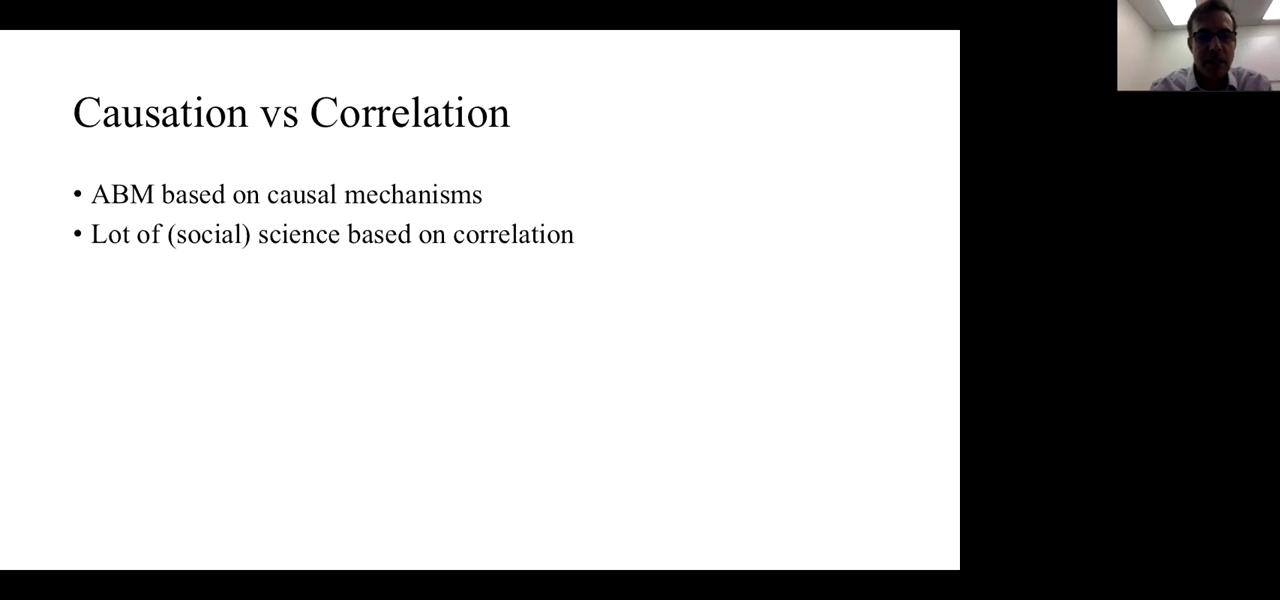 Causation vs Correlation
• ABM based on causal mechanisms
• Lot of (social) science based on correlation